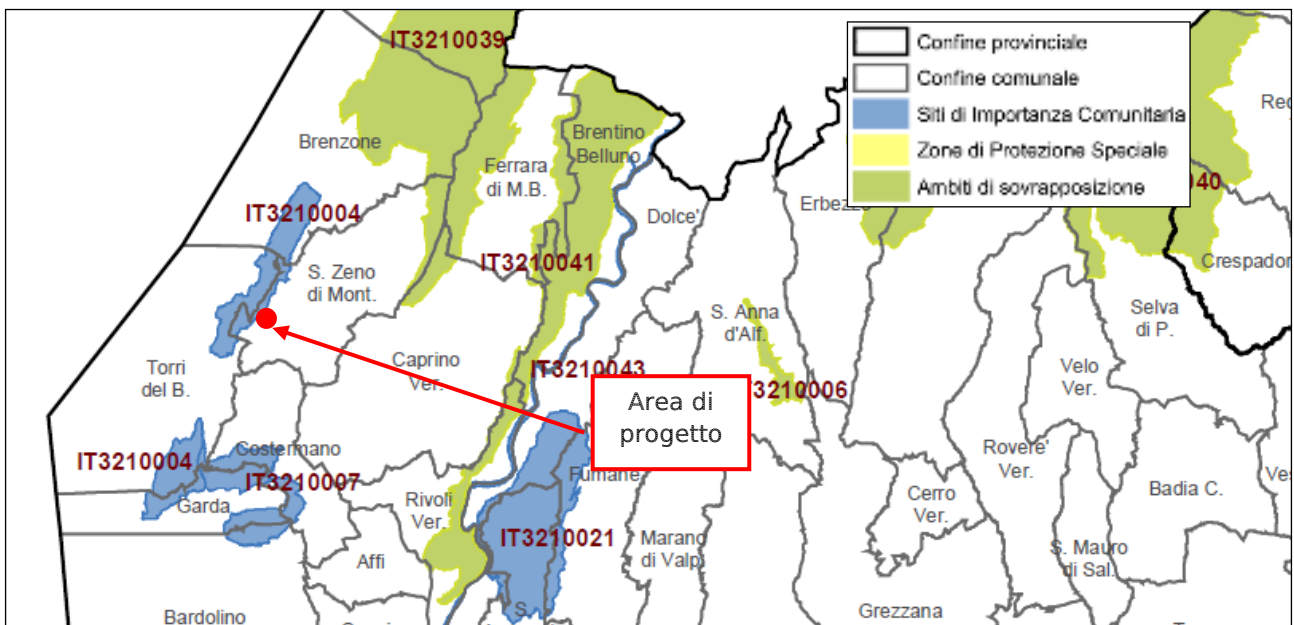 IT3210039
Confine provinciale
Confine comunale
Siti di Importanza Comunitaria
Zone di Protezione Speciale
Ambiti di sovrapposizione
Brenzone
Brentino
Belluno
Ferrara
di M.B.
IT3210004
Dolce'
S. Zeno
di Mont.
IT3210041
Crespador
S. Anna
d'Alf.
Selva
di P.
Torri
del B.
Caprino
Ver.
IT3210043
Velo
Ver.
Area di
progetto
3210006
Costermano
IT3210004
IT3210007
Garda
Rivoli
Ver.
Fumane
Rovere'
Ver.
Badia C.
Cerro
Ver.
IT3210021
Affi
Marano
di Valp.
S. Mauro
di Sal.
Bardolino
S.
Grezzana